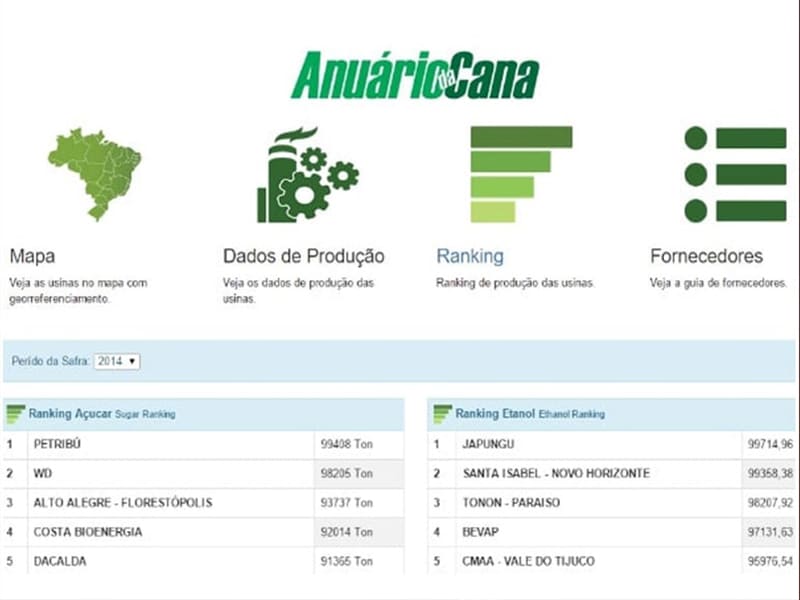 Anuário da Cana
Mapa
Veja as usinas no mapa com
georreferenciamento.
Dados de Produção
Veja os dados de produção das
usinas.
Ranking
Ranking de produção das usinas.
Fornecedores
Veja a guia de fornecedores.
Perído da Safra: 2014
Ranking Açucar Sugar Ranking
1 PETRIBÚ 99408 Ton
2 WD 98205 Ton
3 ALTO ALEGRE - FLORESTÓPOLIS 93737 Ton
4 COSTA BIOENERGIA 92014 Ton
5 DACALDA 91365 Ton
Ranking Etanol Ethanol Ranking
1 JAPUNGU 99714,96
2 SANTA ISABEL - NOVO HORIZONTE 99358,38
3 TONON - PARAISO 98207,92
4 BEVAP 97131,63
5 CMAA - VALE DO TIJUCO 95976,54